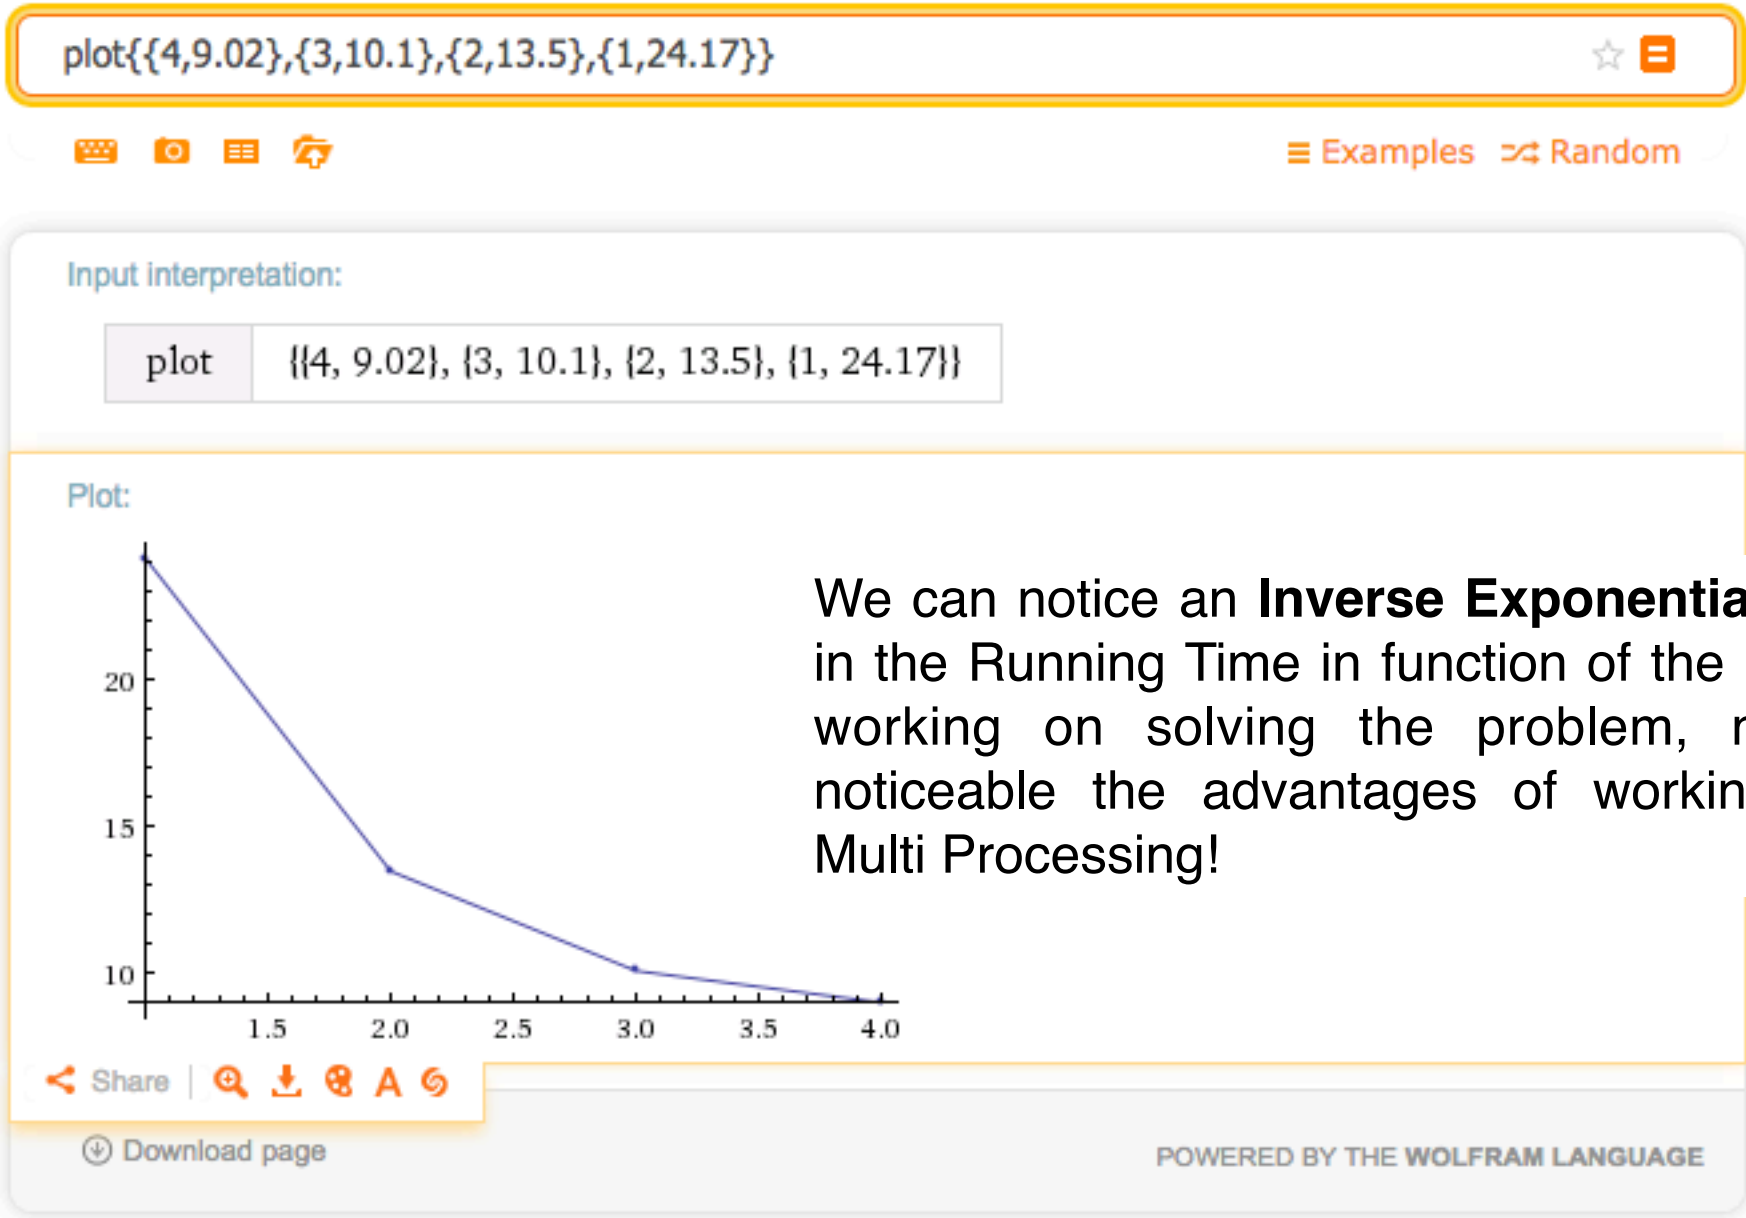 plot{{4,9.02},{3,10.1},{2,13.5},{1,24.17}}
Examples Random
Input interpretation:
plot {{4, 9.02}, {3, 10.1}, {2, 13.5}, {1, 24.17}}
Plot:
20
15
10
1.5 2.0 2.5 3.0 3.5 4.0
We can notice an Inverse Exponentia
in the Running Time in function of the
working on solving the problem,
noticeable the advantages of workin
Multi Processing!
Share A
Download page
POWERED BY THE WOLFRAM LANGUAGE